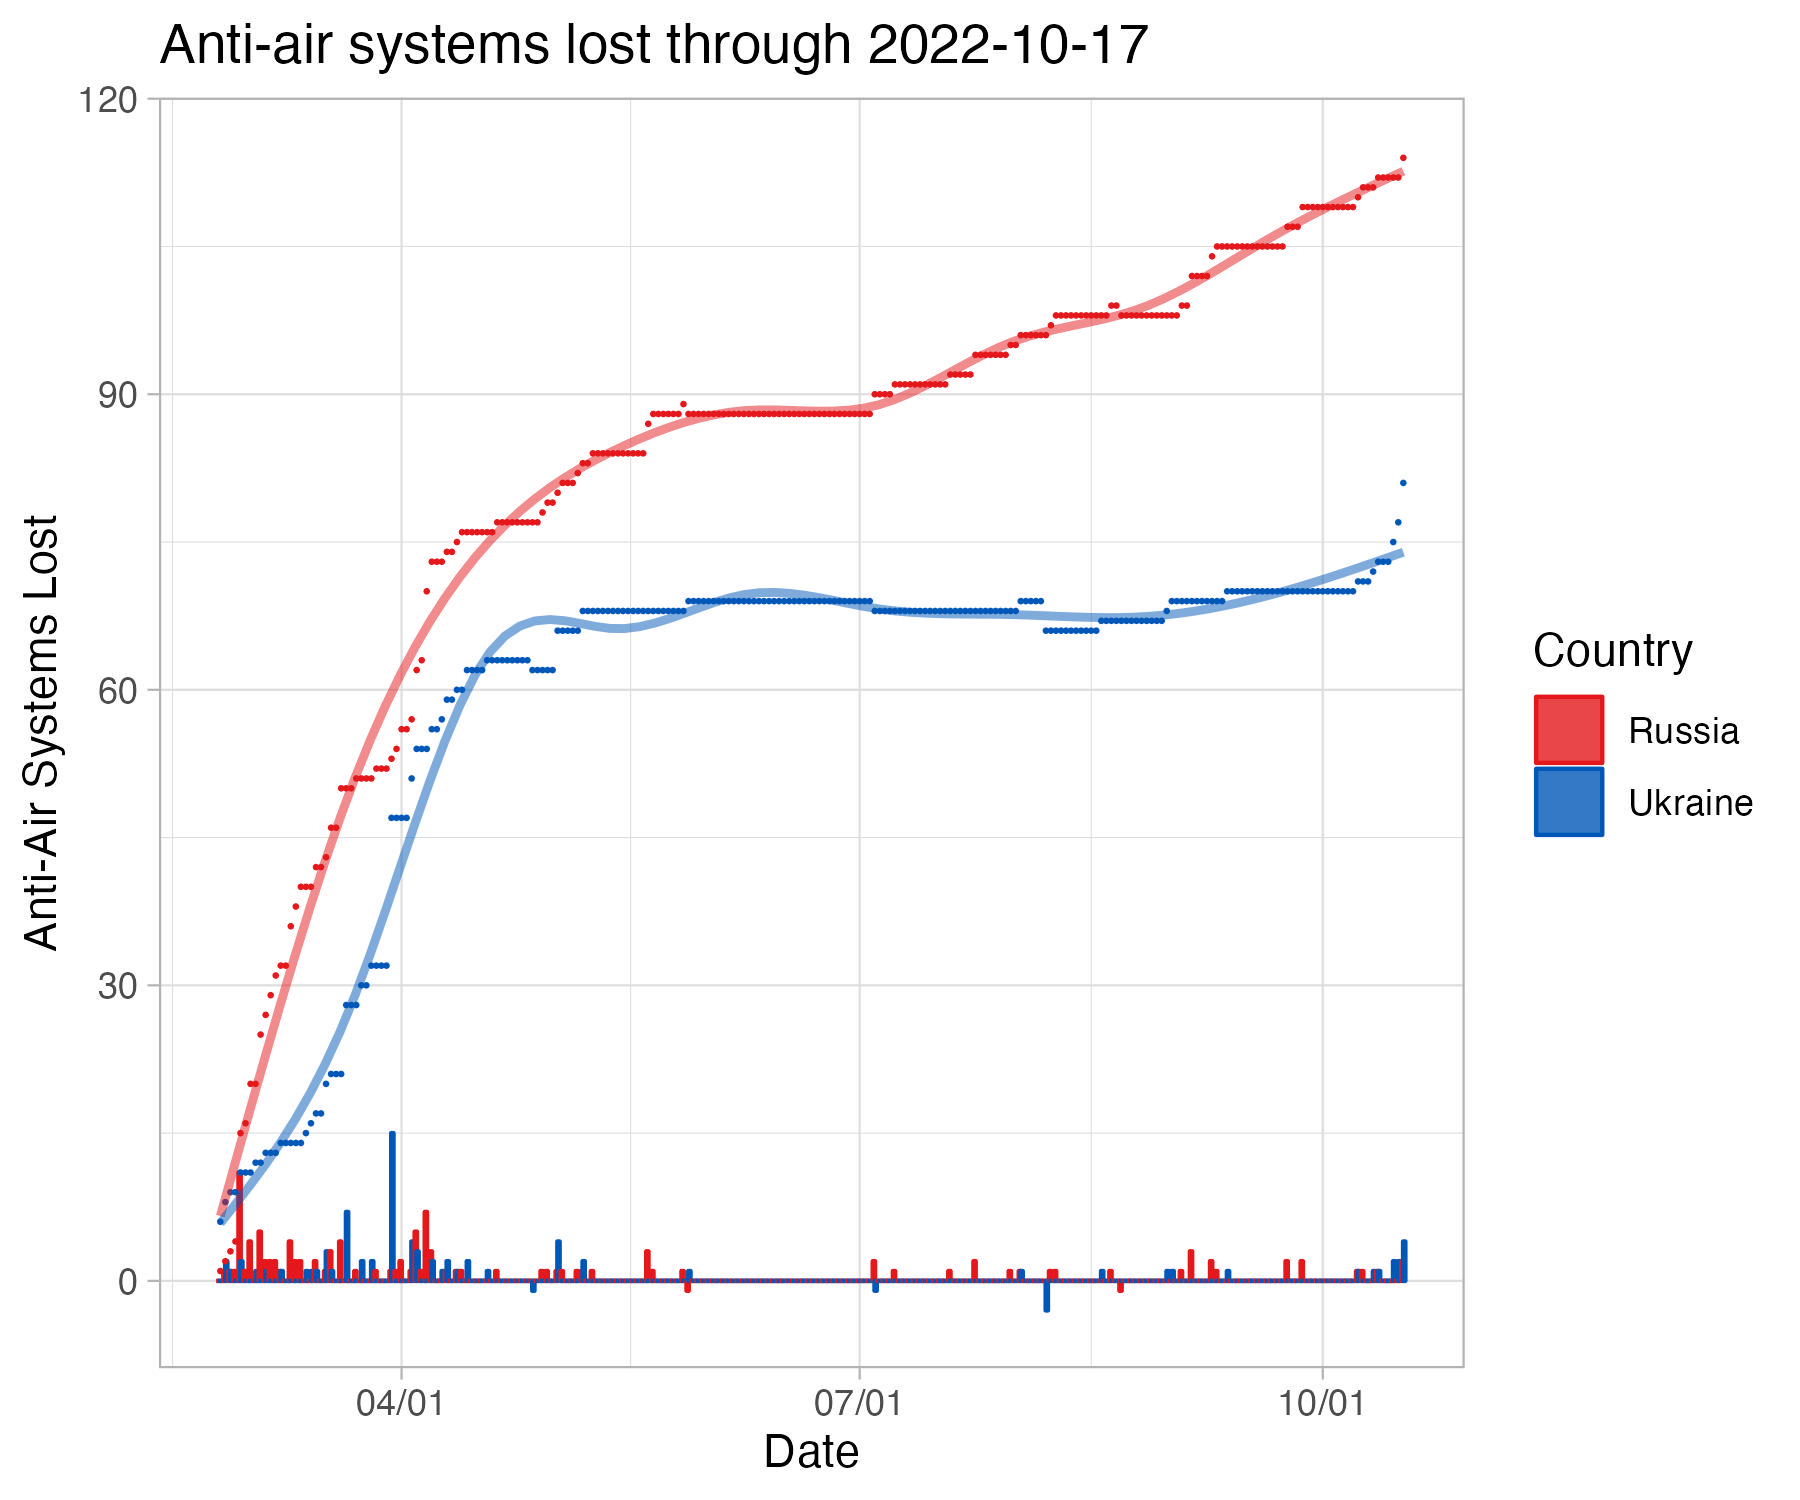 Anti-air systems lost through 2022-10-17
120
90
60
30
0
Anti-Air Systems Lost
04/01
07/01
10/01
Date
Country
Russia
Ukraine